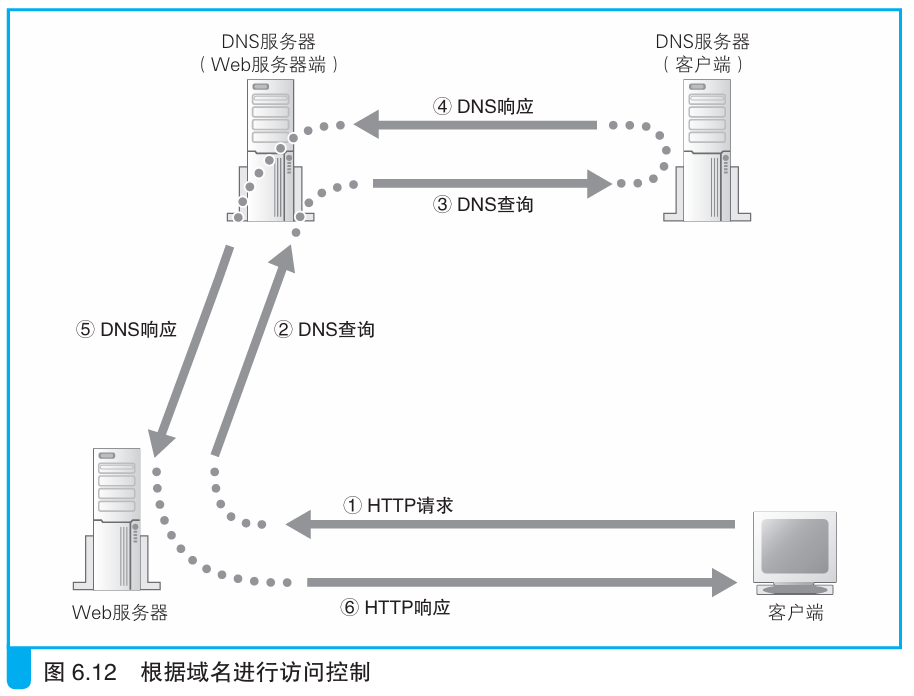 DNS服务器
（Web服务器端）
DNS服务器
（客户端）
④ DNS响应
③ DNS查询
⑤ DNS响应
② DNS查询
① HTTP请求
⑥ HTTP响应
Web服务器
客户端
图 6.12 根据域名进行访问控制